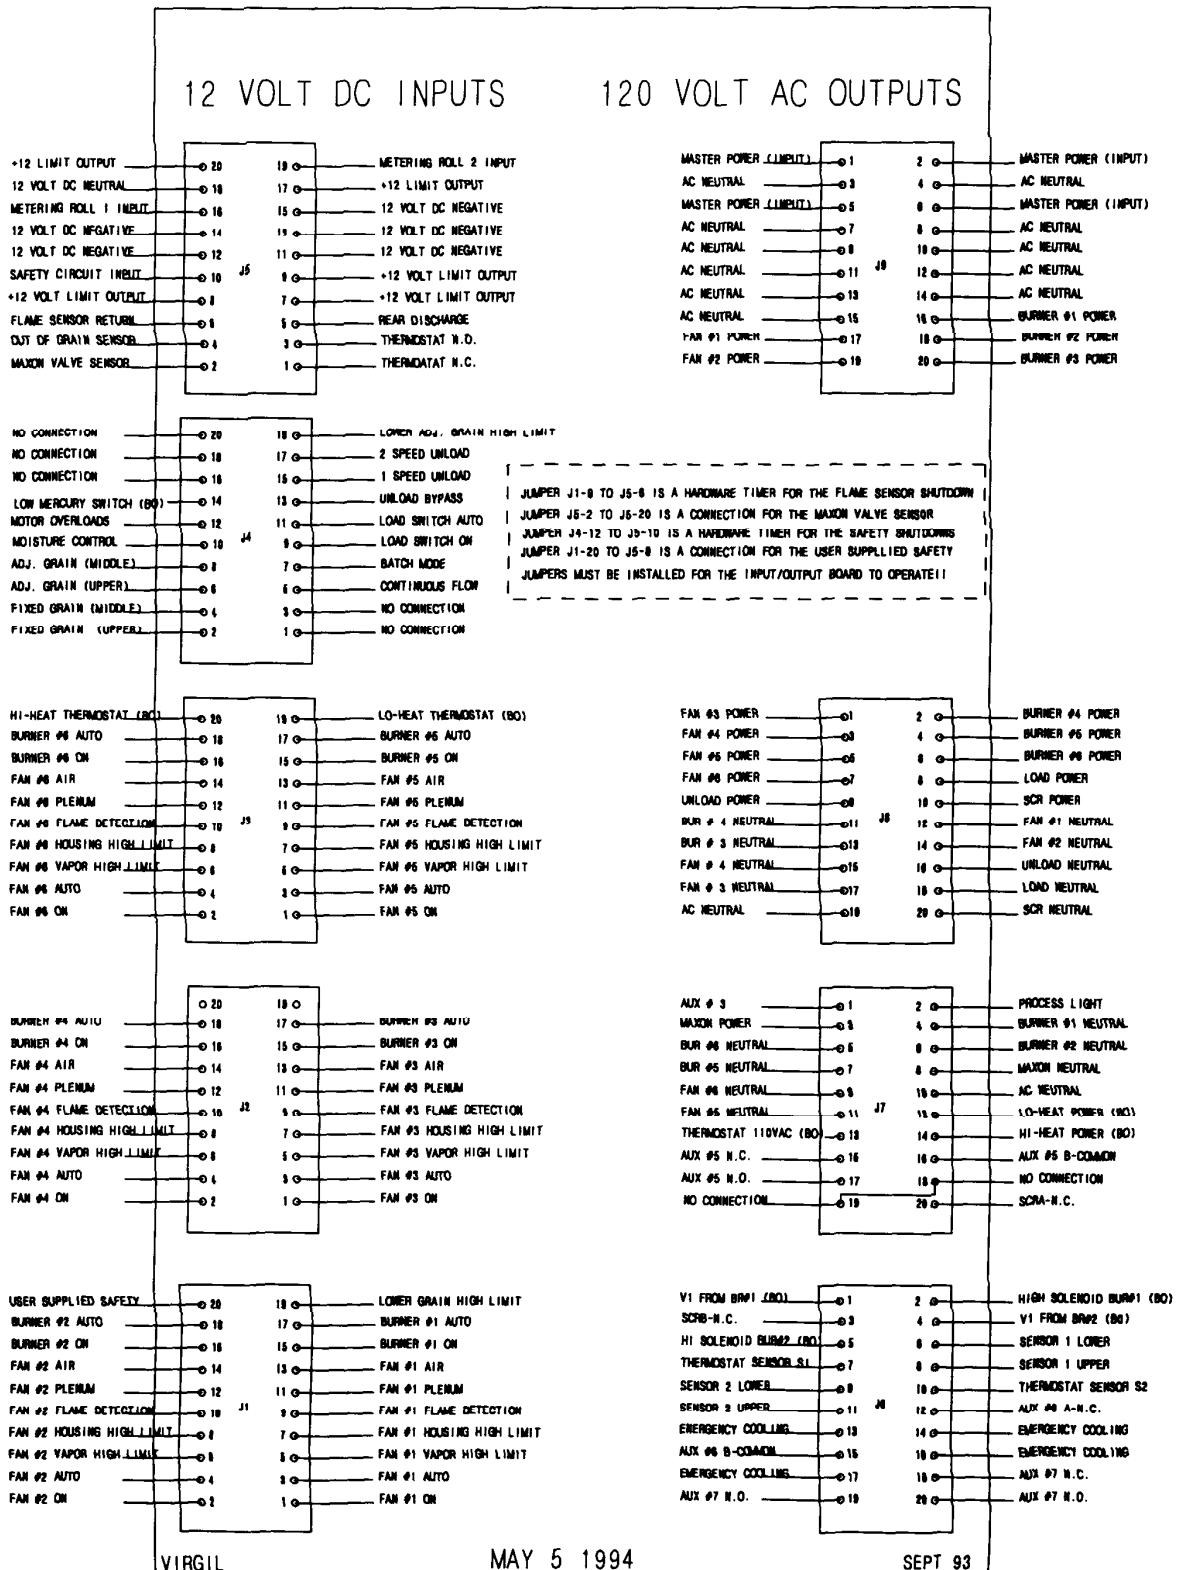 12 VOLT DC INPUTS
120 VOLT AC OUTPUTS
+12 LIMIT OUTPUT 20 19 METERING ROLL 2 INPUT
12 VOLT DC NEUTRAL 18 17 +12 LIMIT OUTPUT
METERING ROLL 1 INPUT 16 15 12 VOLT DC NEGATIVE
12 VOLT DC NEGATIVE 14 12 VOLT DC NEGATIVE
12 VOLT DC NEGATIVE 12 11 12 VOLT DC NEGATIVE
SAFETY CIRCUIT INPUT 10 J5 9 +12 VOLT LIMIT OUTPUT
+12 VOLT LIMIT OUTPUT 8 7 +12 VOLT LIMIT OUTPUT
FLAME SENSOR RETURN 6 5 REAR DISCHARGE
OUT OF GRAIN SENSOR 4 3 THERMOSTAT N.O.
MAXON VALVE SENSOR 2 1 THERMOATAT N.C.
MASTER POWER (INPUT) 1 2 MASTER POWER (INPUT)
AC NEUTRAL 3 4 AC NEUTRAL
MASTER POWER (INPUT) 5 6 MASTER POWER (INPUT)
AC NEUTRAL 7 8 AC NEUTRAL
AC NEUTRAL 9 10 AC NEUTRAL
AC NEUTRAL 11 J9 12 AC NEUTRAL
AC NEUTRAL 13 14 AC NEUTRAL
AC NEUTRAL 15 16 BURNER #1 POWER
FAN #1 POWER 17 18 BURNER #2 POWER
FAN #2 POWER 19 20 BURNER #3 POWER
NO CONNECTION 20 19 LOWER ADJ. GRAIN HIGH LIMIT
NO CONNECTION 18 17 2 SPEED UNLOAD
NO CONNECTION 16 15 1 SPEED UNLOAD
LOW MERCURY SWITCH (BO) 14 13 UNLOAD BYPASS
MOTOR OVERLOADS 12 11 LOAD SWITCH AUTO
MOISTURE CONTROL 10 J4 9 LOAD SWITCH ON
ADJ. GRAIN (MIDDLE) 8 7 BATCH MODE
ADJ. GRAIN (UPPER) 6 5 CONTINUOUS FLOW
FIXED GRAIN (MIDDLE) 4 3 NO CONNECTION
FIXED GRAIN (UPPER) 2 1 NO CONNECTION
JUMPER J1-9 TO J5-6 IS A HARDWARE TIMER FOR THE FLAME SENSOR SHUTDOWN
JUMPER J5-2 TO J5-20 IS A CONNECTION FOR THE MAXON VALVE SENSOR
JUMPER J4-12 TO J5-10 IS A HARDWARE TIMER FOR THE SAFETY SHUTDOWNS
JUMPER J1-20 TO J5-8 IS A CONNECTION FOR THE USER SUPPLLIED SAFETY
JUMPERS MUST BE INSTALLED FOR THE INPUT/OUTPUT BOARD TO OPERATE!!
HI-HEAT THERMOSTAT (BO) 20 19 LO-HEAT THERMOSTAT (BO)
BURNER #6 AUTO 18 17 BURNER #5 AUTO
BURNER #6 ON 16 15 BURNER #5 ON
FAN #6 AIR 14 13 FAN #5 AIR
FAN #6 PLENUM 12 11 FAN #5 PLENUM
FAN #6 FLAME DETECTION 10 J3 9 FAN #5 FLAME DETECTION
FAN #6 HOUSING HIGH LIMIT 8 7 FAN #5 HOUSING HIGH LIMIT
FAN #6 VAPOR HIGH LIMIT 6 5 FAN #5 VAPOR HIGH LIMIT
FAN #6 AUTO 4 3 FAN #5 AUTO
FAN #6 ON 2 1 FAN #5 ON
FAN #3 POWER 1 2 BURNER #4 POWER
FAN #4 POWER 3 4 BURNER #5 POWER
FAN #5 POWER 5 6 BURNER #6 POWER
FAN #6 POWER 7 8 LOAD POWER
UNLOAD POWER 9 10 SCR POWER
BUR # 4 NEUTRAL 11 J8 12 FAN #1 NEUTRAL
BUR # 3 NEUTRAL 13 14 FAN #2 NEUTRAL
FAN # 4 NEUTRAL 15 16 UNLOAD NEUTRAL
FAN # 3 NEUTRAL 17 18 LOAD NEUTRAL
AC NEUTRAL 19 20 SCR NEUTRAL
20 19
BURNER #4 AUTO 18 17 BURNER #3 AUTO
BURNER #4 ON 16 15 BURNER #3 ON
FAN #4 AIR 14 13 FAN #3 AIR
FAN #4 PLENUM 12 11 FAN #3 PLENUM
FAN #4 FLAME DETECTION 10 J2 9 FAN #3 FLAME DETECTION
FAN #4 HOUSING HIGH LIMIT 8 7 FAN #3 HOUSING HIGH LIMIT
FAN #4 VAPOR HIGH LIMIT 6 5 FAN #3 VAPOR HIGH LIMIT
FAN #4 AUTO 4 3 FAN #3 AUTO
FAN #4 ON 2 1 FAN #3 ON
AUX # 3 1 2 PROCESS LIGHT
MAXON POWER 3 4 BURNER #1 NEUTRAL
BUR #6 NEUTRAL 5 6 BURNER #2 NEUTRAL
BUR #5 NEUTRAL 7 8 MAXON NEUTRAL
FAN #6 NEUTRAL 9 10 AC NEUTRAL
FAN #5 NEUTRAL 11 J7 12 LO-HEAT POWER (BO)
THERMOSTAT 110VAC (BO) 13 14 HI-HEAT POWER (BO)
AUX #5 N.C. 15 16 AUX #5 B-COMMON
AUX #5 N.O. 17 18 NO CONNECTION
NO CONNECTION 19 20 SCRA-N.C.
USER SUPPLIED SAFETY 20 19 LOWER GRAIN HIGH LIMIT
BURNER #2 AUTO 18 17 BURNER #1 AUTO
BURNER #2 ON 16 15 BURNER #1 ON
FAN #2 AIR 14 13 FAN #1 AIR
FAN #2 PLENUM 12 11 FAN #1 PLENUM
FAN #2 FLAME DETECTION 10 J1 9 FAN #1 FLAME DETECTION
FAN #2 HOUSING HIGH LIMIT 8 7 FAN #1 HOUSING HIGH LIMIT
FAN #2 VAPOR HIGH LIMIT 6 5 FAN #1 VAPOR HIGH LIMIT
FAN #2 AUTO 4 3 FAN #1 AUTO
FAN #2 ON 2 1 FAN #1 ON
V1 FROM BR#1 (BO) 1 2 HIGH SOLENOID BUR#1 (BO)
SCRB-N.C. 3 4 V1 FROM BR#2 (BO)
HI SOLENOID BUR#2 (BO) 5 6 SENSOR 1 LOWER
THERMOSTAT SENSOR S1 7 8 SENSOR 1 UPPER
SENSOR 2 LOWER 9 10 THERMOSTAT SENSOR S2
SENSOR 2 UPPER 11 J6 12 AUX #6 A-N.C.
EMERGENCY COOLING 13 14 EMERGENCY COOLING
AUX #6 B-COMMON 15 16 EMERGENCY COOLING
EMERGENCY COOLING 17 18 AUX #7 N.C.
AUX #7 N.O. 19 20 AUX #7 N.O.
VIRGIL
MAY 5 1994
SEPT 93